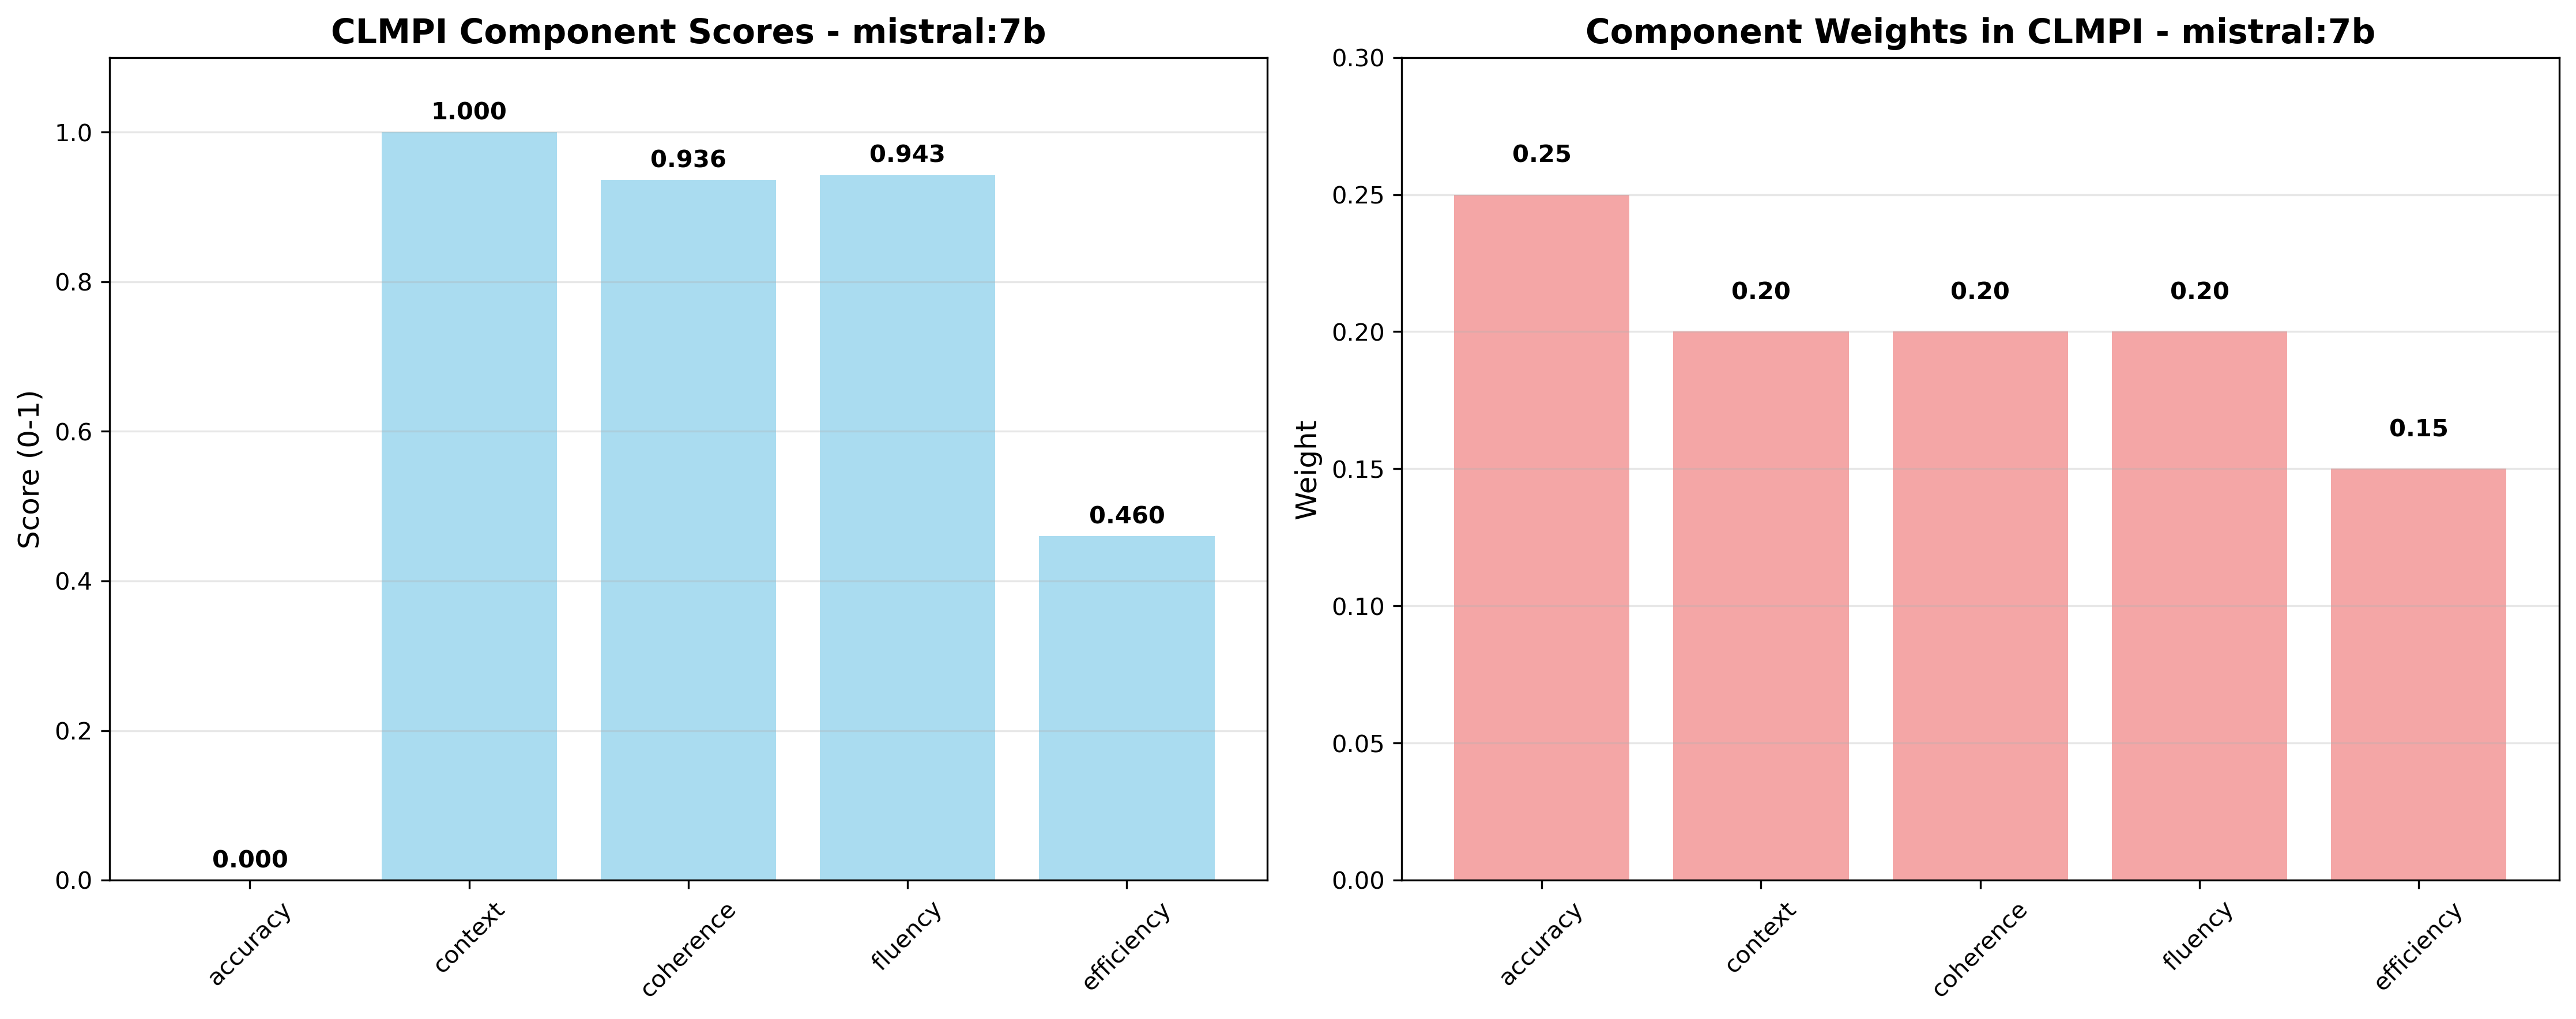 CLMPI Component Scores - mistral:7b
Score (0-1)
1.0
0.8
0.6
0.4
0.2
0.0
0.000
1.000
0.936
0.943
0.460
accuracy
context
coherence
fluency
efficiency
Component Weights in CLMPI - mistral:7b
Weight
0.30
0.25
0.20
0.15
0.10
0.05
0.00
0.25
0.20
0.20
0.20
0.15
accuracy
context
coherence
fluency
efficiency